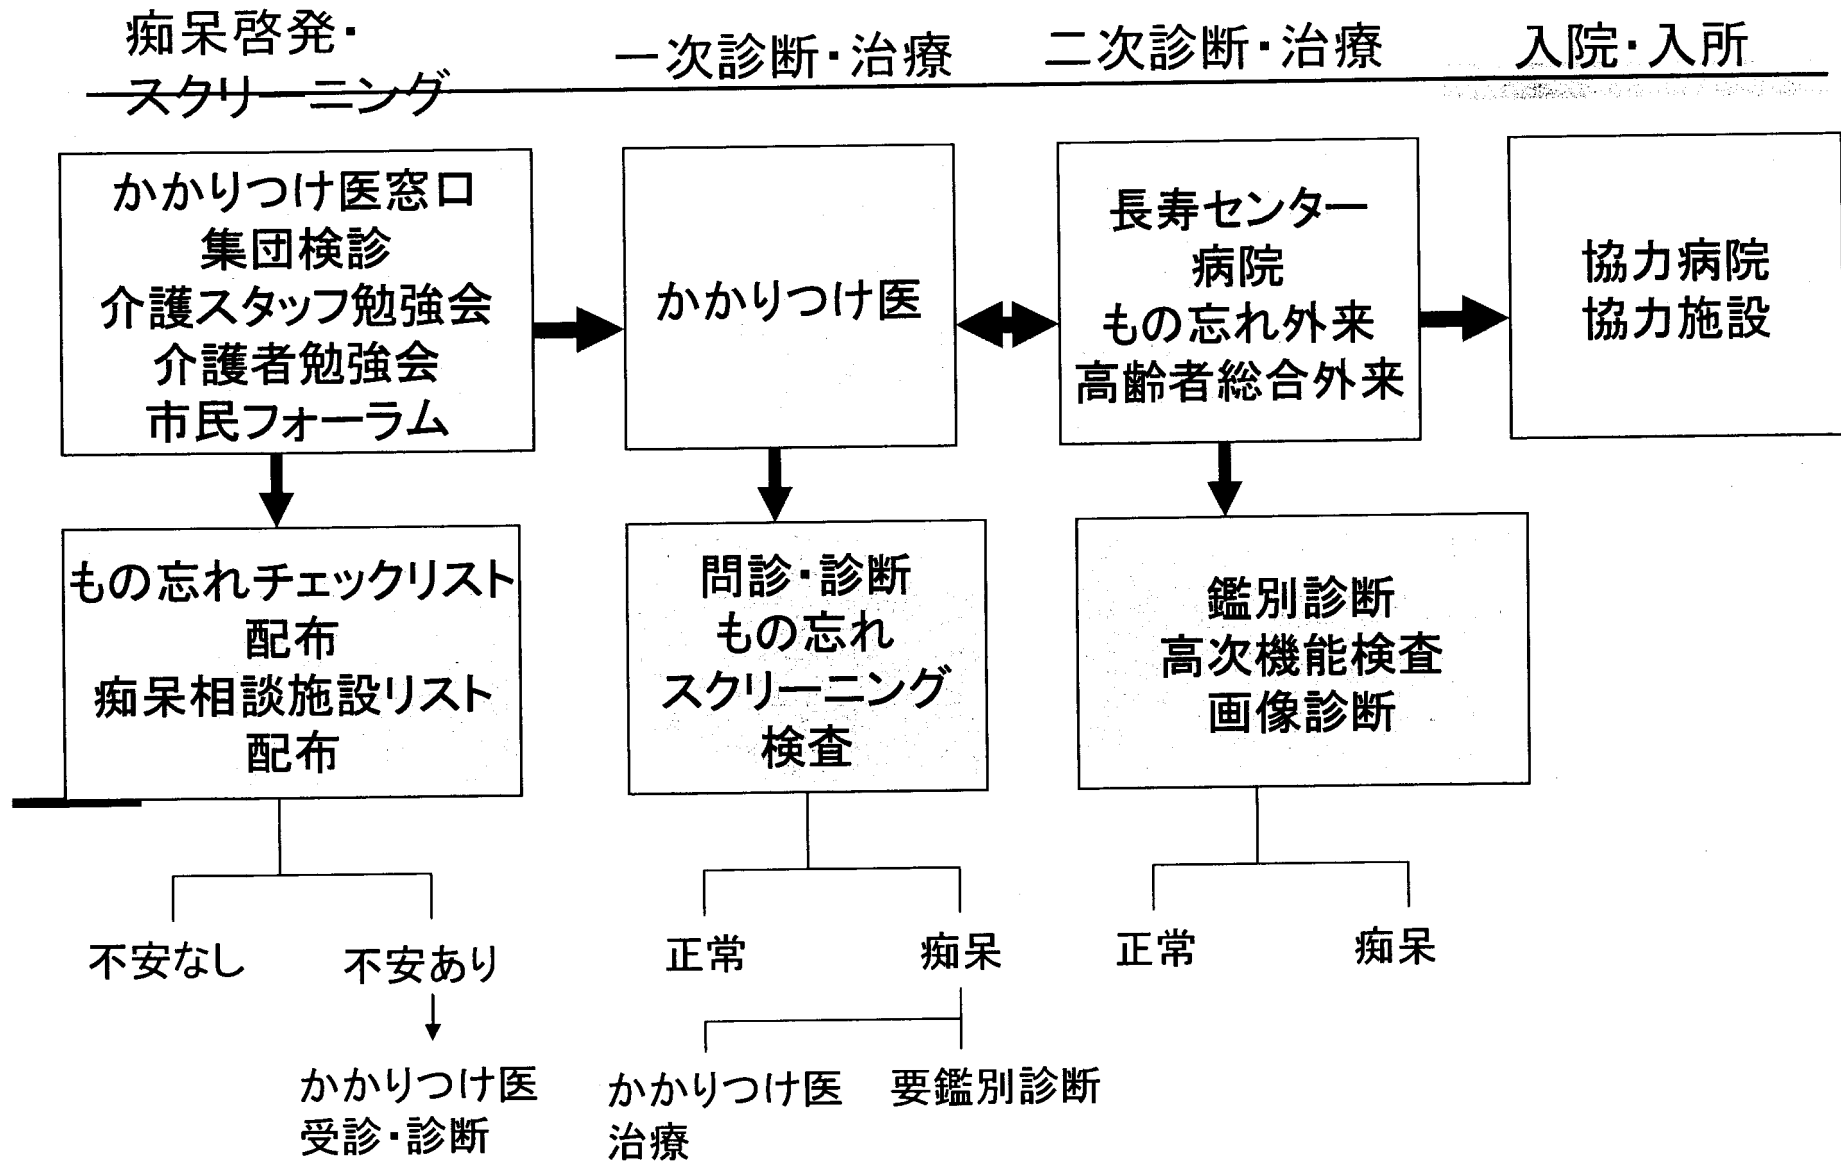 痴呆啓発・
スクリーニング
一次診断・治療
二次診断・治療
入院・入所
かかりつけ医窓口
集団検診
介護スタッフ勉強会
介護者勉強会
市民フォーラム
かかりつけ医
長寿センター
病院
もの忘れ外来
高齢者総合外来
協力病院
協力施設
もの忘れチェックリスト
配布
痴呆相談施設リスト
配布
問診・診断
もの忘れ
スクリーニング
検査
鑑別診断
高次機能検査
画像診断
不安なし
不安あり
正常
痴呆
正常
痴呆
かかりつけ医
受診・診断
かかりつけ医
治療
要鑑別診断